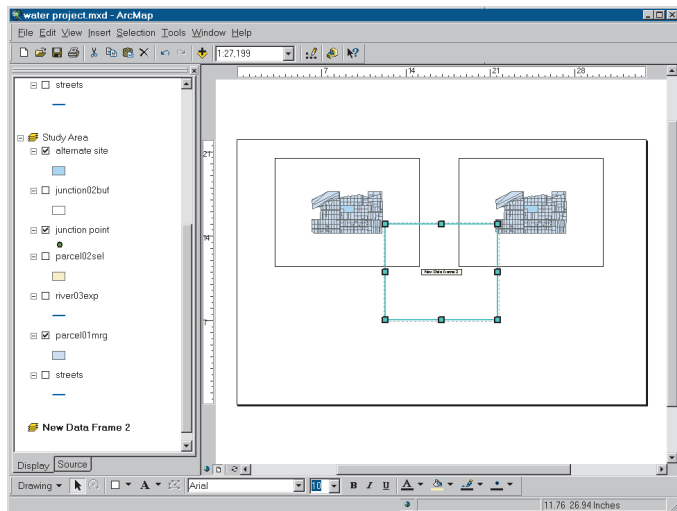 water project.mxd - ArcMap
File Edit View Insert Selection Tools Window Help
1:27,199
streets
Study Area
alternate site
junction02buf
junction point
parcel02sel
river03exp
parcel01mrg
streets
New Data Frame 2
Display Source
7 14 21 28
21
14
7
New Data Frame 2
Drawing A Arial 10 B I U A
11.76 26.94 Inches